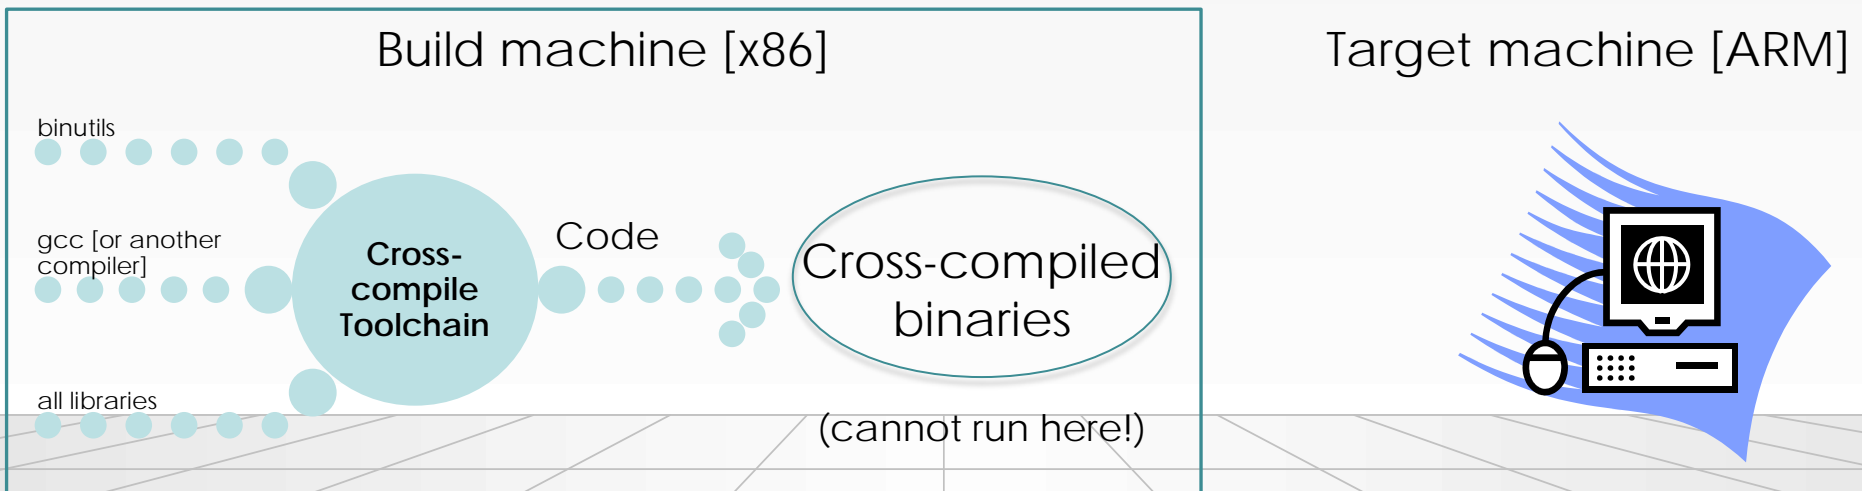 Build machine [x86]
Target machine [ARM]
binutils
gcc [or another
compiler]
all libraries
Cross-
compile
Toolchain
Code
Cross-compiled
binaries
(cannot run here!)